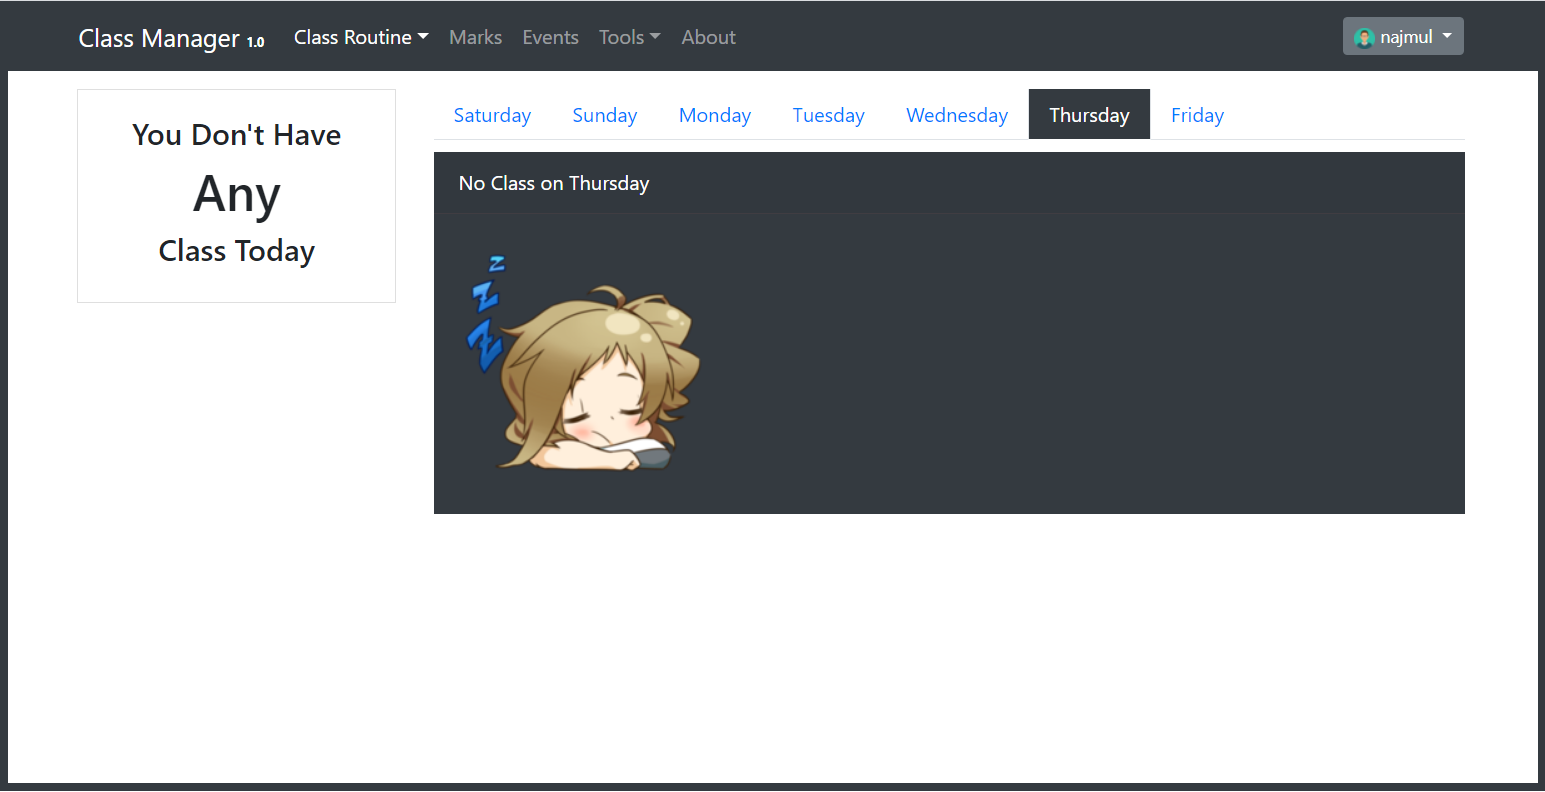 Class Manager 1.0 Class Routine Marks Events Tools About najmul
Saturday Sunday Monday Tuesday Wednesday Thursday Friday
You Don't Have
Any
Class Today
No Class on Thursday
z
Z
Z